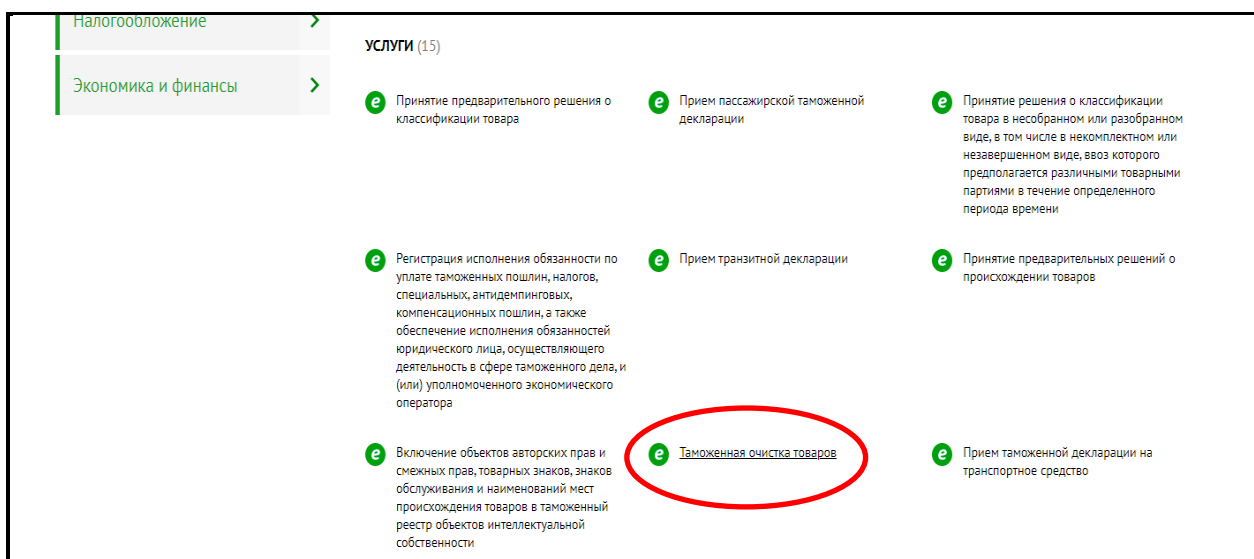 Налогообложение
Экономика и финансы
УСЛУГИ (15)
Принятие предварительного решения о
классификации товара
Прием пассажирской таможенной
декларации
Принятие решения о классификации
товара в несобранном или разобранном
виде, в том числе в некомплектном или
незавершенном виде, ввоз которого
предполагается различными товарными
партиями в течение определенного
периода времени
Регистрация исполнения обязанности по
уплате таможенных пошлин, налогов,
специальных, антидемпинговых,
компенсационных пошлин, а также
обеспечение исполнения обязанностей
юридического лица, осуществляющего
деятельность в сфере таможенного дела, и
(или) уполномоченного экономического
оператора
Прием транзитной декларации
Принятие предварительных решений о
происхождении товаров
Включение объектов авторских прав и
смежных прав, товарных знаков, знаков
обслуживания и наименований мест
происхождения товаров в таможенный
реестр объектов интеллектуальной
собственности
Таможенная очистка товаров
Прием таможенной декларации на
транспортное средство